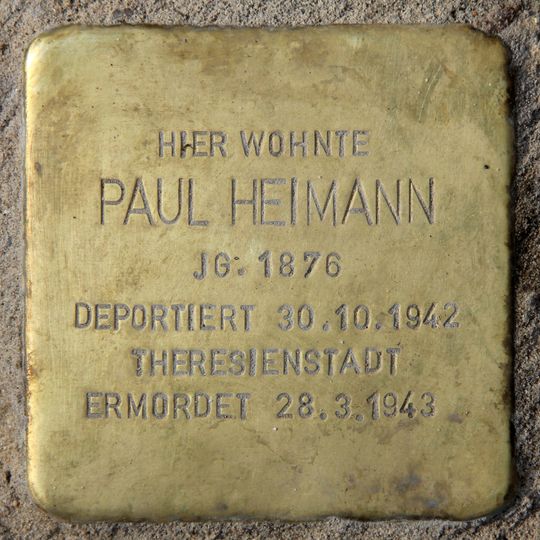 HIER WOHNTE
PAUL HEIMANN
JG. 1876
DEPORTIERT 30.10.1942
THERESIENSTADT
ERMORDET 28.3.1943